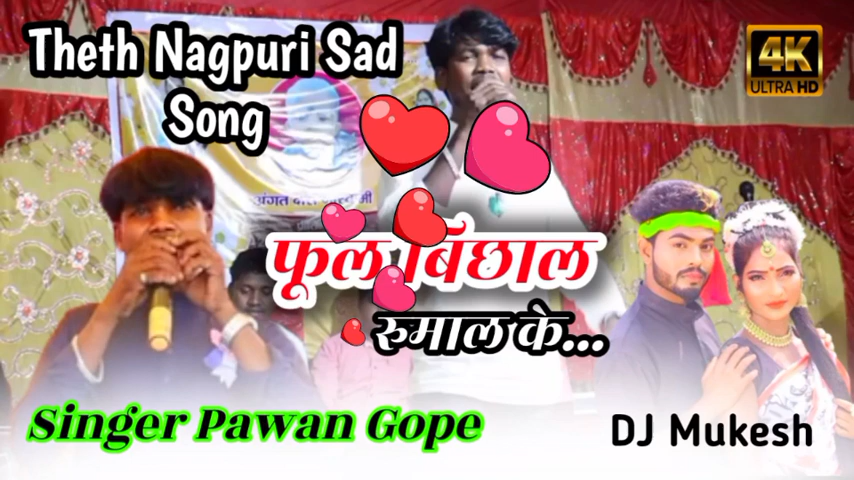 Theth Nagpuri Sad
Song
4K
ULTRA HD
फूल बिछाल
रुमाल के...
Singer Pawan Gope
DJ Mukesh